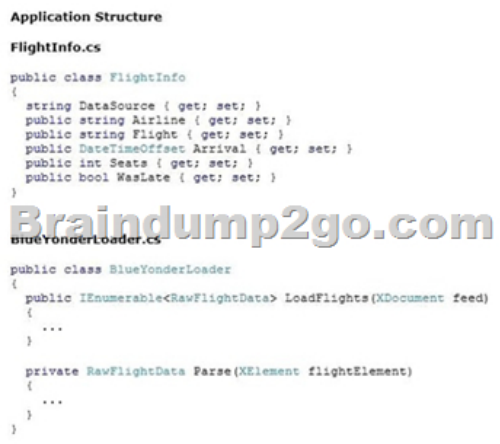 Application Structure
FlightInfo.cs
public class FlightInfo
{
string DataSource { get; set; }
public string Airline { get; set; }
public string Flight { get; set; }
public DateTimeOffset Arrival { get; set; }
public int Seats { get; set; }
public bool WasLate { get; set; }
}
Braindump2go.com
BlueYonderLoader.cs
public class BlueYonderLoader
{
public IEnumerable<RawFlightData> LoadFlights(XDocument feed)
{
...
}
private RawFlightData Parse(XElement flightElement)
{
...
}
}